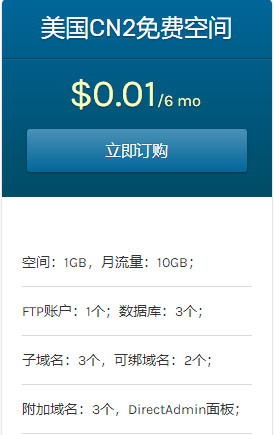 美国CN2免费空间
$0.01/6 mo
立即订购
空间：1GB，月流量：10GB；
FTP账户：1个；数据库：3个；
子域名：3个，可绑域名：2个；
附加域名：3个，DirectAdmin面板；